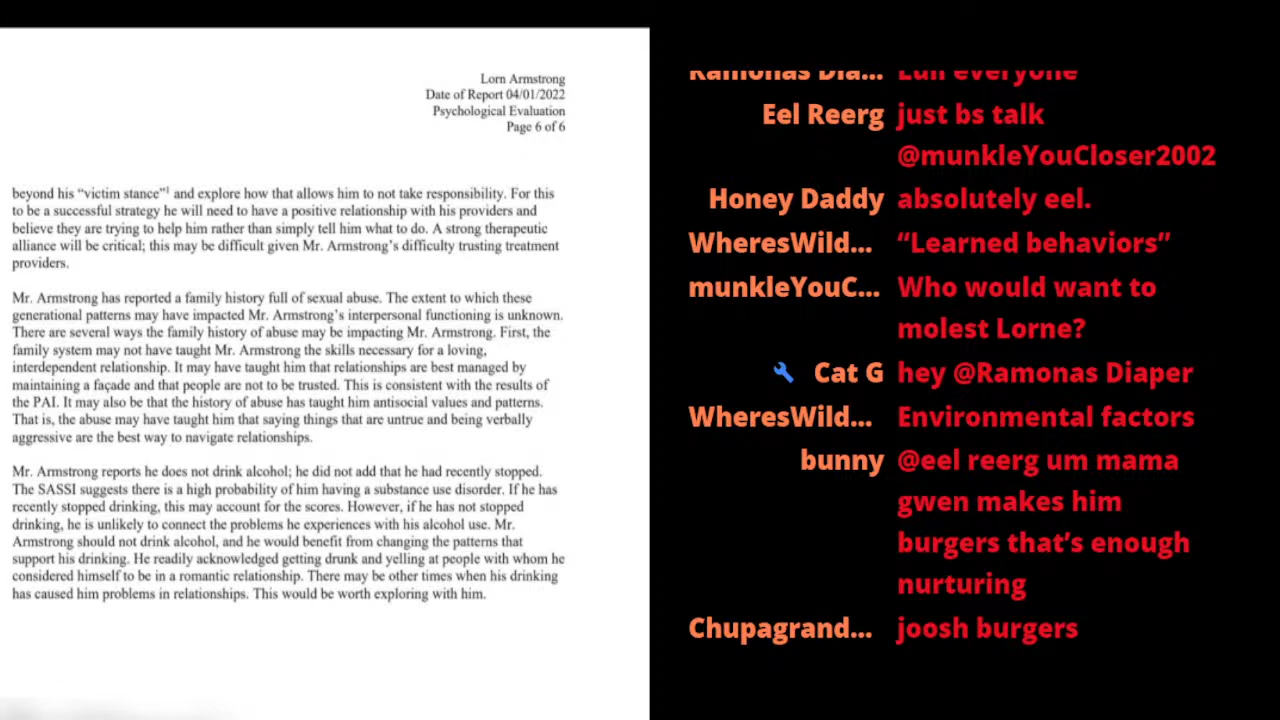 Lorn Armstrong
Date of Report 04/01/2022
Psychological Evaluation
Page 6 of 6
beyond his “victim stance”¹ and explore how that allows him to not take responsibility. For this
to be a successful strategy he will need to have a positive relationship with his providers and
believe they are trying to help him rather than simply tell him what to do. A strong therapeutic
alliance will be critical; this may be difficult given Mr. Armstrong’s difficulty trusting treatment
providers.
Mr. Armstrong has reported a family history full of sexual abuse. The extent to which these
generational patterns may have impacted Mr. Armstrong’s interpersonal functioning is unknown.
There are several ways the family history of abuse may be impacting Mr. Armstrong. First, the
family system may not have taught Mr. Armstrong the skills necessary for a loving,
interdependent relationship. It may have taught him that relationships are best managed by
maintaining a façade and that people are not to be trusted. This is consistent with the results of
the PAI. It may also be that the history of abuse has taught him antisocial values and patterns.
That is, the abuse may have taught him that saying things that are untrue and being verbally
aggressive are the best way to navigate relationships.
Mr. Armstrong reports he does not drink alcohol; he did not add that he had recently stopped.
The SASSI suggests there is a high probability of him having a substance use disorder. If he has
recently stopped drinking, this may account for the scores. However, if he has not stopped
drinking, he is unlikely to connect the problems he experiences with his alcohol use. Mr.
Armstrong should not drink alcohol, and he would benefit from changing the patterns that
support his drinking. He readily acknowledged getting drunk and yelling at people with whom he
considered himself to be in a romantic relationship. There may be other times when his drinking
has caused him problems in relationships. This would be worth exploring with him.
Ramonas Dia... everyone
Eel Reerg just bs talk
@munkleYouCloser2002
Honey Daddy absolutely eel.
WheresWild... “Learned behaviors”
munkleYouC... Who would want to
molest Lorne?
Cat G hey @Ramonas Diaper
WheresWild... Environmental factors
bunny @eel reerg um mama
gwen makes him
burgers that’s enough
nurturing
Chupagrand... joosh burgers